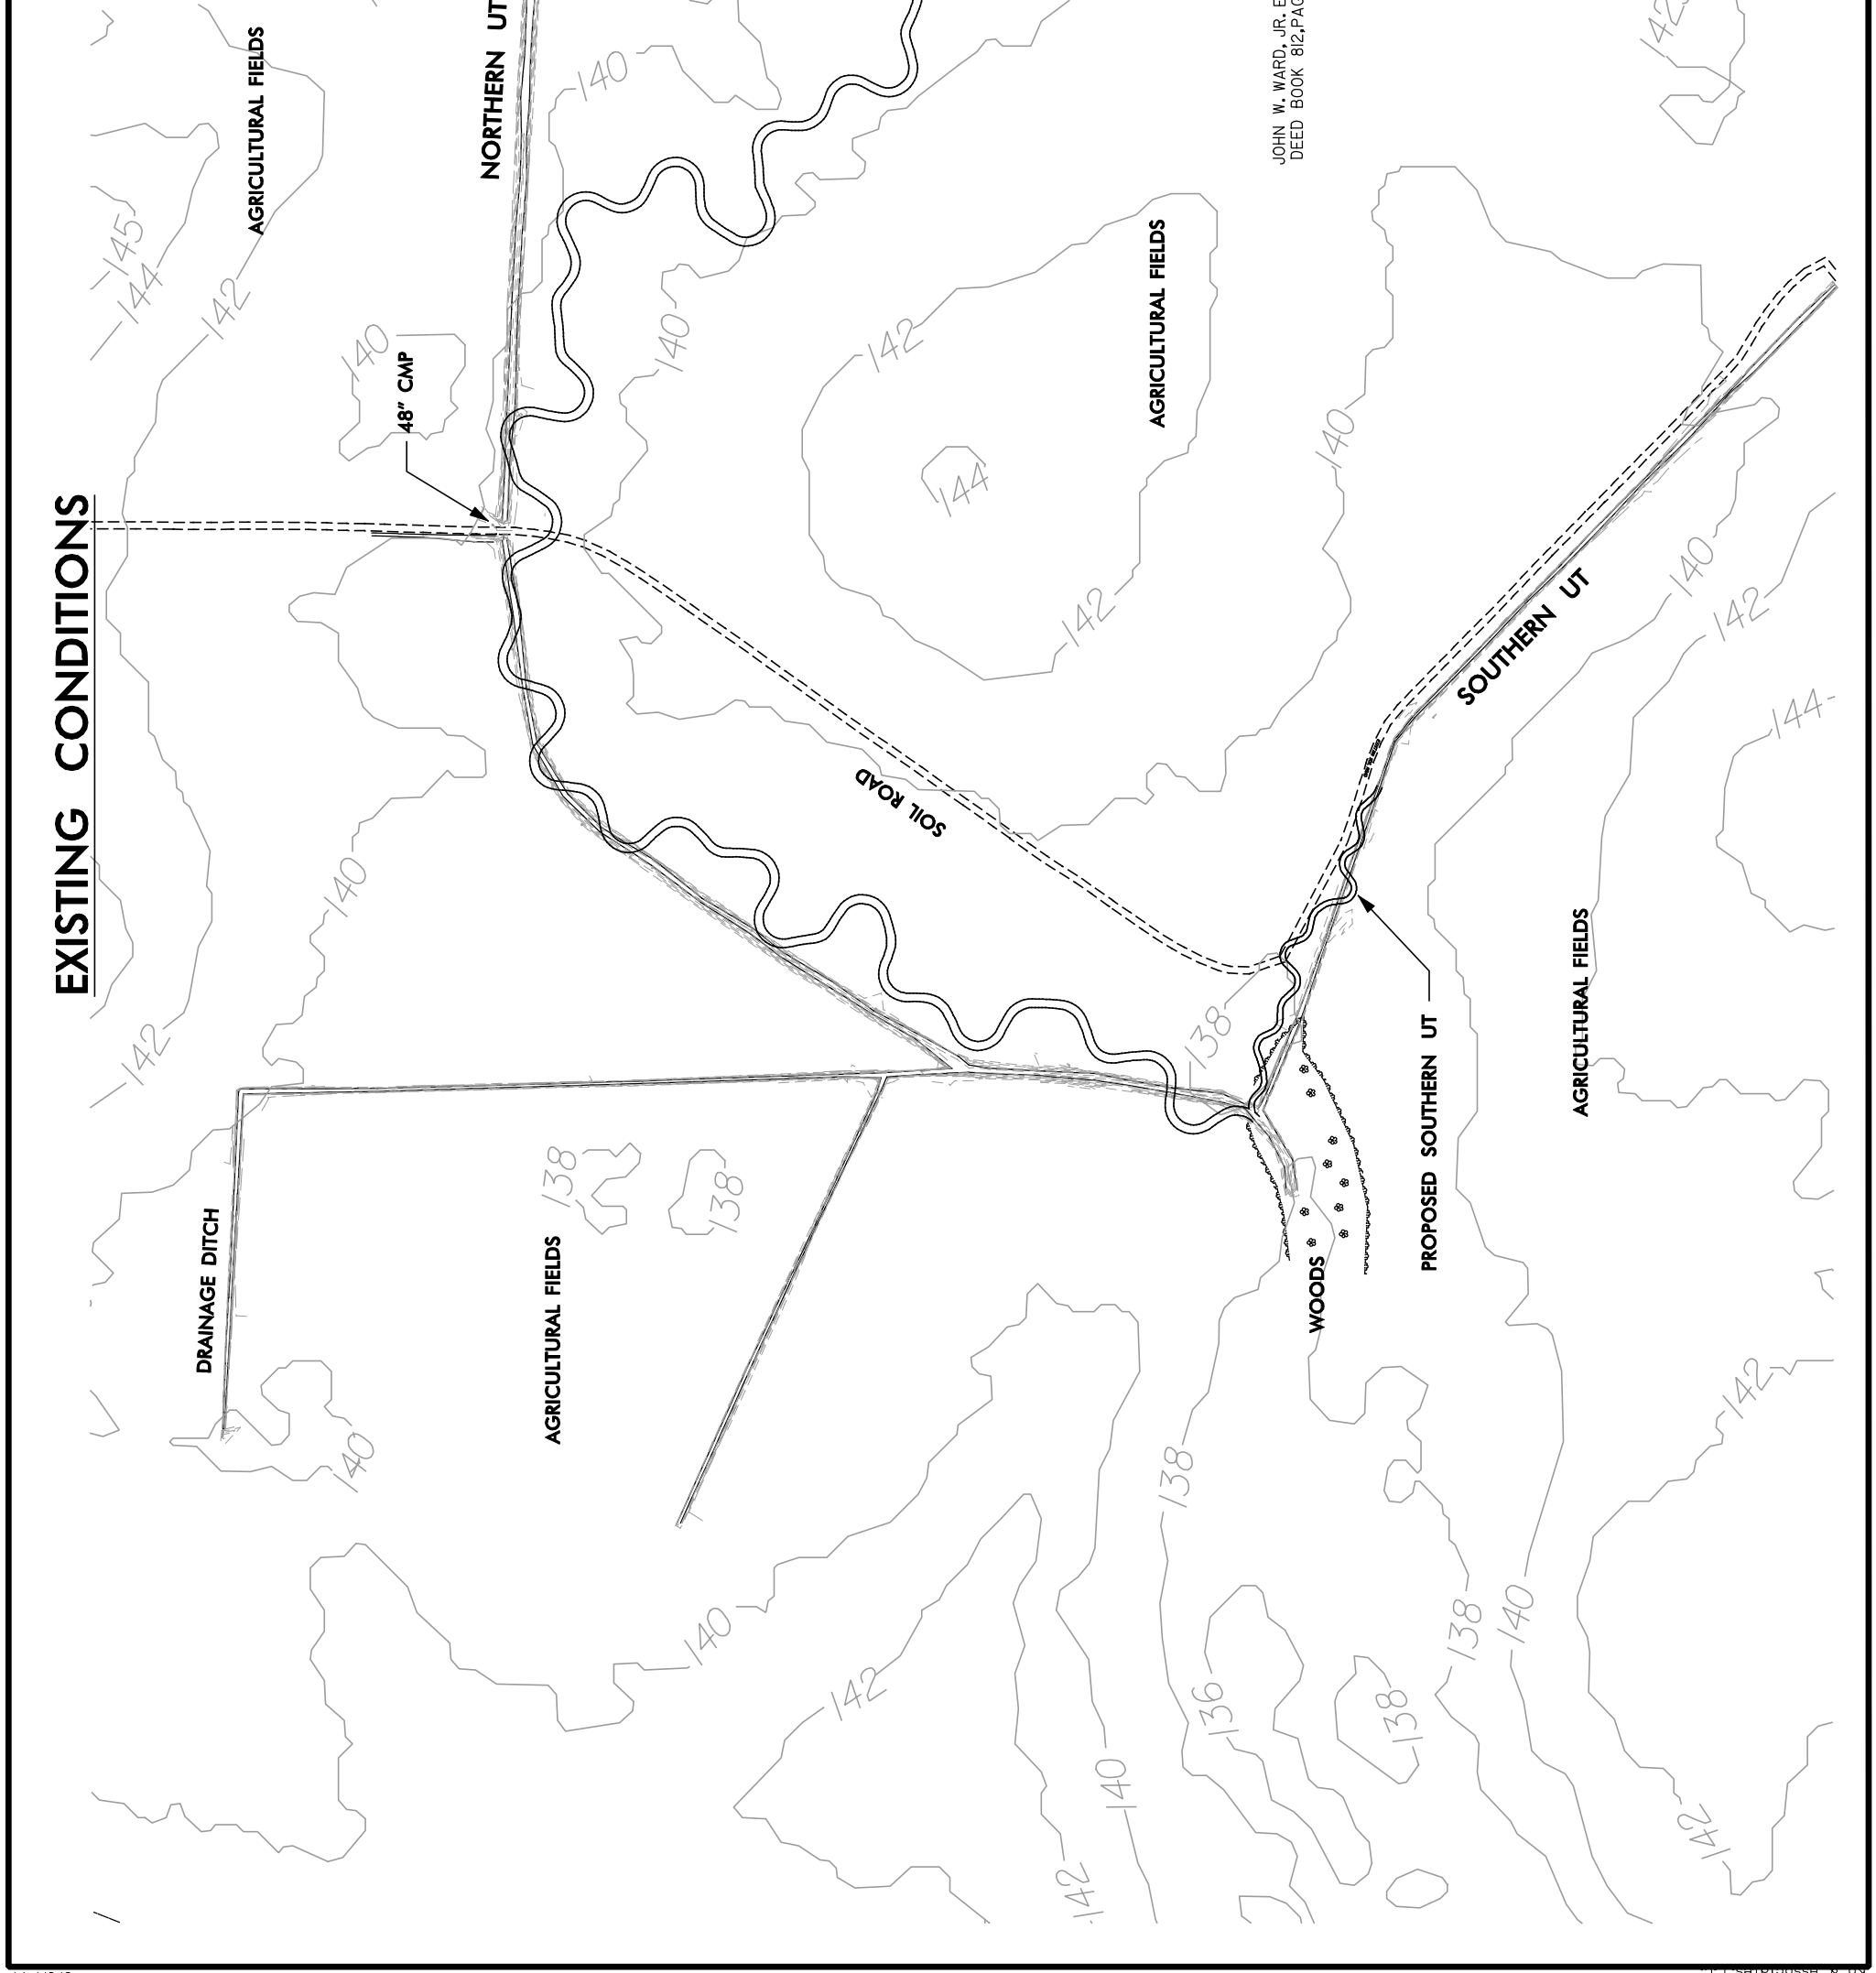 EXISTING CONDITIONS
AGRICULTURAL FIELDS
NORTHERN UT
48" CMP
JOHN W. WARD, JR. E
DEED BOOK 812, PAG
AGRICULTURAL FIELDS
SOIL ROAD
SOUTHERN UT
DRAINAGE DITCH
AGRICULTURAL FIELDS
WOODS
PROPOSED SOUTHERN UT
AGRICULTURAL FIELDS
145
144
142
140
140
140
142
144
142
140
142
140
142
144
140
142
138
138
138
140
138
142
140
142
140
142
136
138
138
140
142